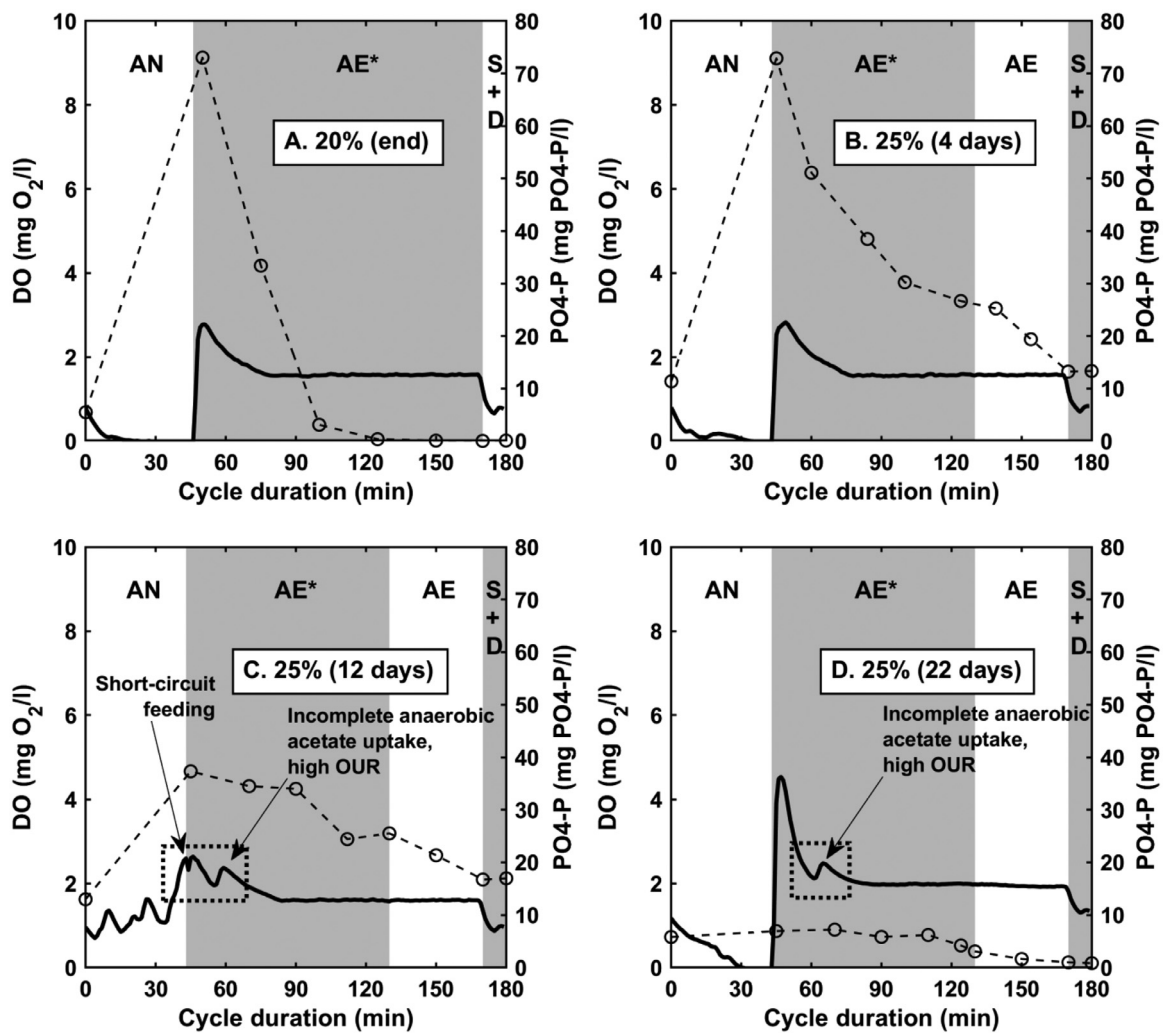 10
8
6
4
2
0
80
70
60
50
40
30
20
10
0
AN
AE*
S
+
D
A. 20% (end)
DO (mg O2/l)
PO4-P (mg PO4-P/l)
0 30 60 90 120 150 180
Cycle duration (min)
10
8
6
4
2
0
80
70
60
50
40
30
20
10
0
AN
AE*
AE
S
+
D
B. 25% (4 days)
DO (mg O2/l)
PO4-P (mg PO4-P/l)
0 30 60 90 120 150 180
Cycle duration (min)
10
8
6
4
2
0
80
70
60
50
40
30
20
10
0
AN
AE*
AE
S
+
D
C. 25% (12 days)
Short-circuit
feeding
Incomplete anaerobic
acetate uptake,
high OUR
DO (mg O2/l)
PO4-P (mg PO4-P/l)
0 30 60 90 120 150 180
Cycle duration (min)
10
8
6
4
2
0
80
70
60
50
40
30
20
10
0
AN
AE*
AE
S
+
D
D. 25% (22 days)
Incomplete anaerobic
acetate uptake,
high OUR
DO (mg O2/l)
PO4-P (mg PO4-P/l)
0 30 60 90 120 150 180
Cycle duration (min)